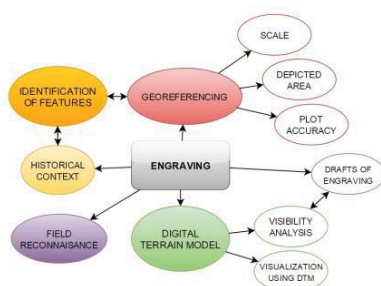 SCALE
IDENTIFICATION
OF FEATURES
GEOREFERENCING
DEPICTED
AREA
PLOT
ACCURACY
HISTORICAL
CONTEXT
ENGRAVING
DRAFTS OF
ENGRAVING
FIELD
RECONNAISANCE
DIGITAL
TERRAIN MODEL
VISIBILITY
ANALYSIS
VISUALIZATION
USING DTM